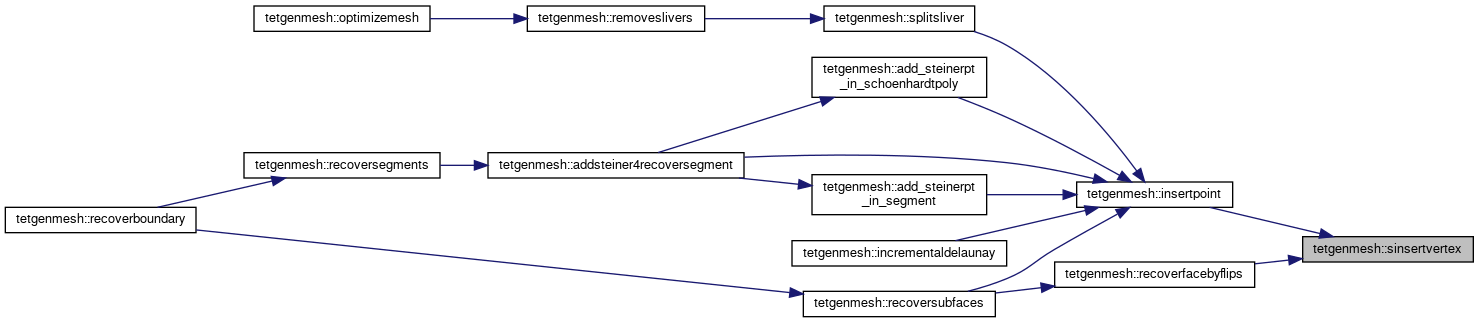 tetgenmesh::optimizemesh
tetgenmesh::removeslivers
tetgenmesh::splitsliver
tetgenmesh::add_steinerpt
_in_schoenhardtpoly
tetgenmesh::recoversegments
tetgenmesh::addsteiner4recoversegment
tetgenmesh::add_steinerpt
_in_segment
tetgenmesh::insertpoint
tetgenmesh::recoverboundary
tetgenmesh::incrementaldelaunay
tetgenmesh::sinsertvertex
tetgenmesh::recoverfacebyflips
tetgenmesh::recoversubfaces